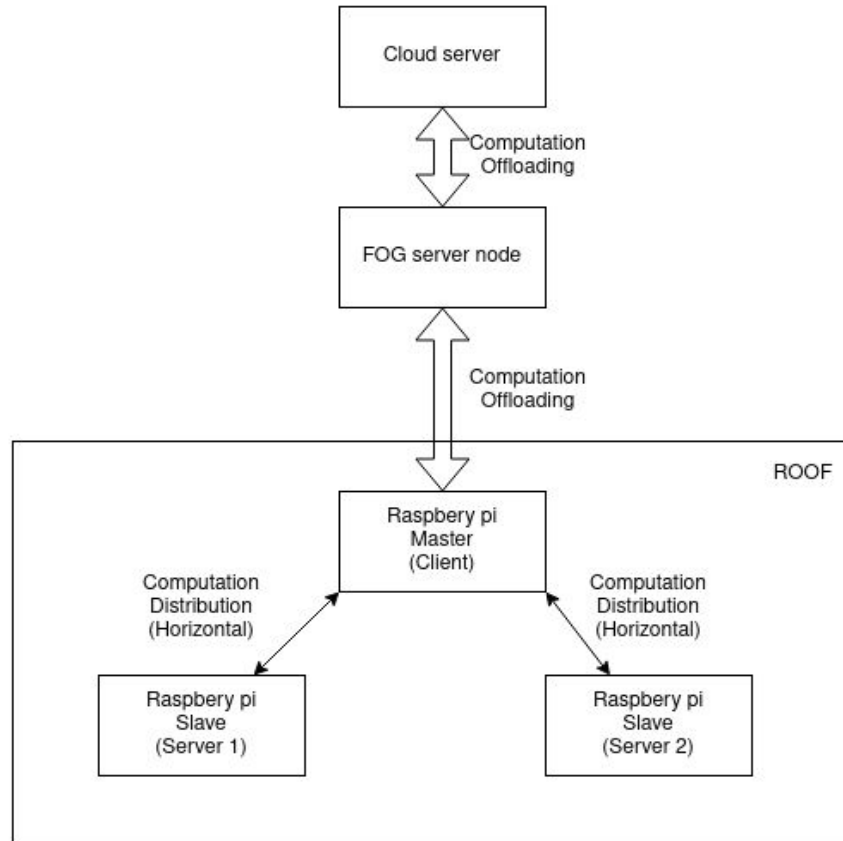 Cloud server
Computation
Offloading
FOG server node
Computation
Offloading
ROOF
Raspbery pi
Master
(Client)
Computation
Distribution
(Horizontal)
Computation
Distribution
(Horizontal)
Raspbery pi
Slave
(Server 1)
Raspbery pi
Slave
(Server 2)